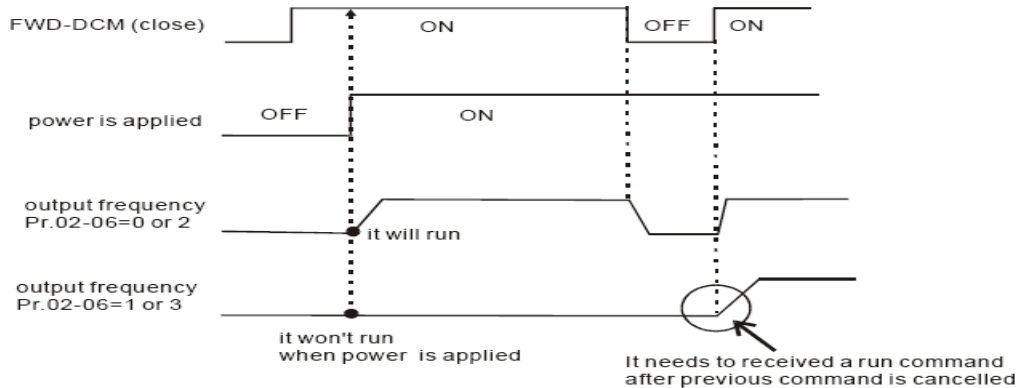 FWD-DCM (close)
ON
OFF
ON
power is applied
OFF
ON
output frequency
Pr.02-06=0 or 2
it will run
output frequency
Pr.02-06=1 or 3
it won't run
when power is applied
It needs to received a run command
after previous command is cancelled